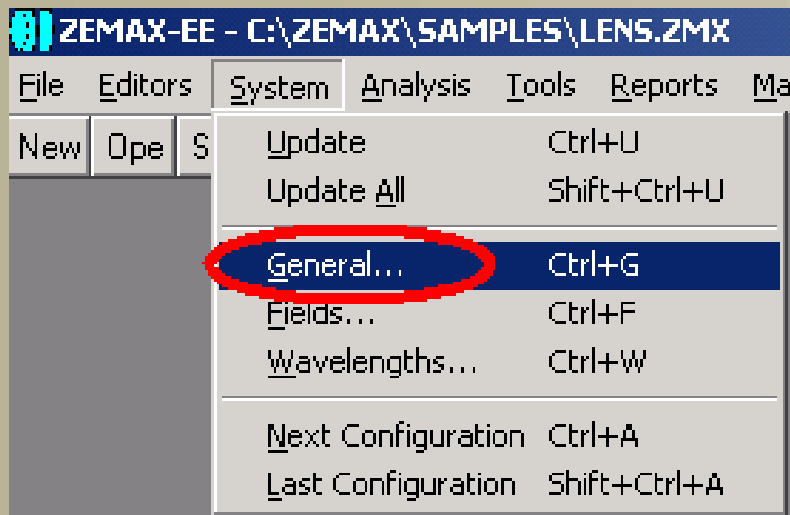 ZEMAX-EE - C:\ZEMAX\SAMPLES\LENS.ZMX
File Editors System Analysis Tools Reports Ma
New Ope S
Update Ctrl+U
Update All Shift+Ctrl+U
General... Ctrl+G
Fields... Ctrl+F
Wavelengths... Ctrl+W
Next Configuration Ctrl+A
Last Configuration Shift+Ctrl+A